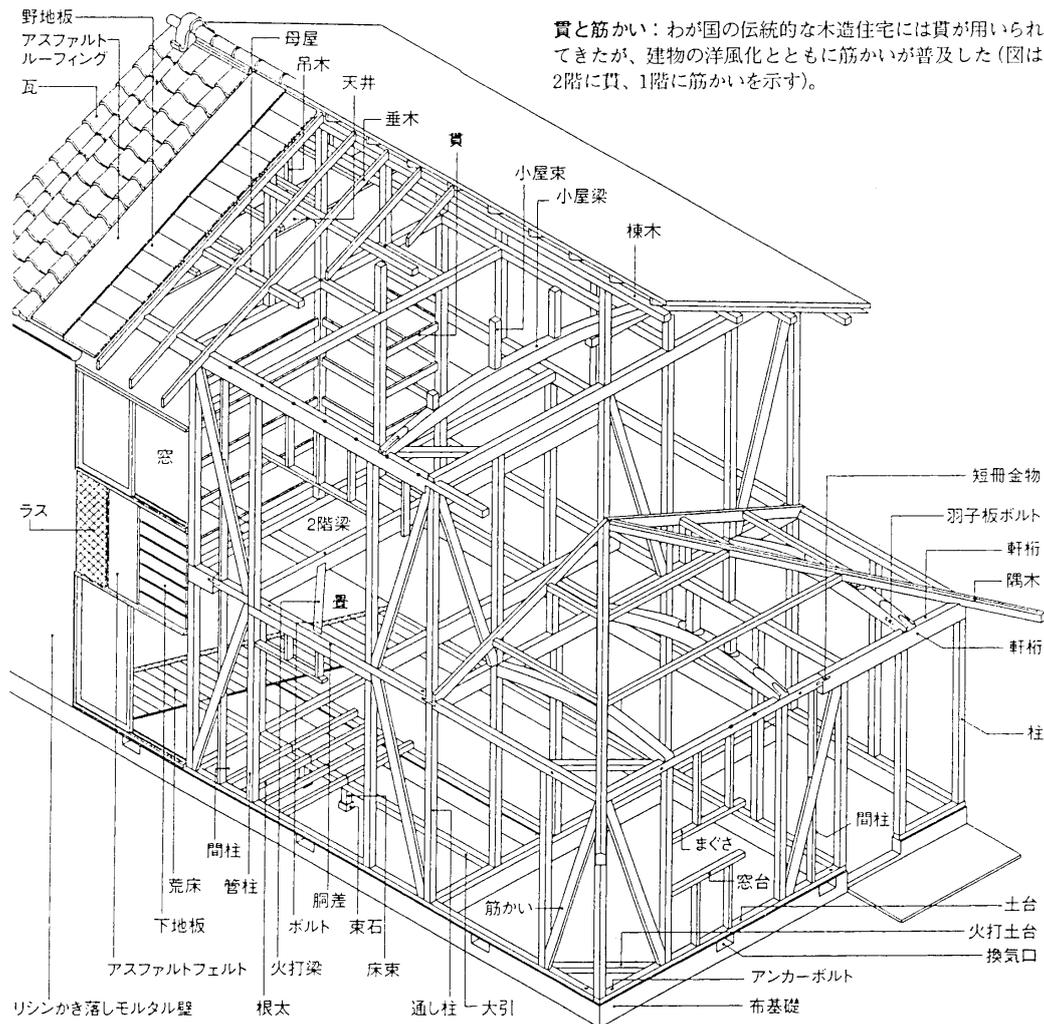 貫と筋かい：わが国の伝統的な木造住宅には貫が用いられ
てきたが、建物の洋風化とともに筋かいが普及した（図は
2階に貫、1階に筋かいを示す）。
野地板
アスファルト
ルーフィング
瓦
母屋
吊木
天井
垂木
貫
小屋束
小屋梁
棟木
窓
ラス
2階梁
畳
短冊金物
羽子板ボルト
軒桁
隅木
軒桁
柱
間柱
まぐさ
窓台
筋かい
土台
火打土台
換気口
アンカーボルト
布基礎
間柱
荒床
管柱
下地板
胴差
ボルト
束石
アスファルトフェルト
火打梁
床束
リシンかき落しモルタル壁
根太
通し柱
大引